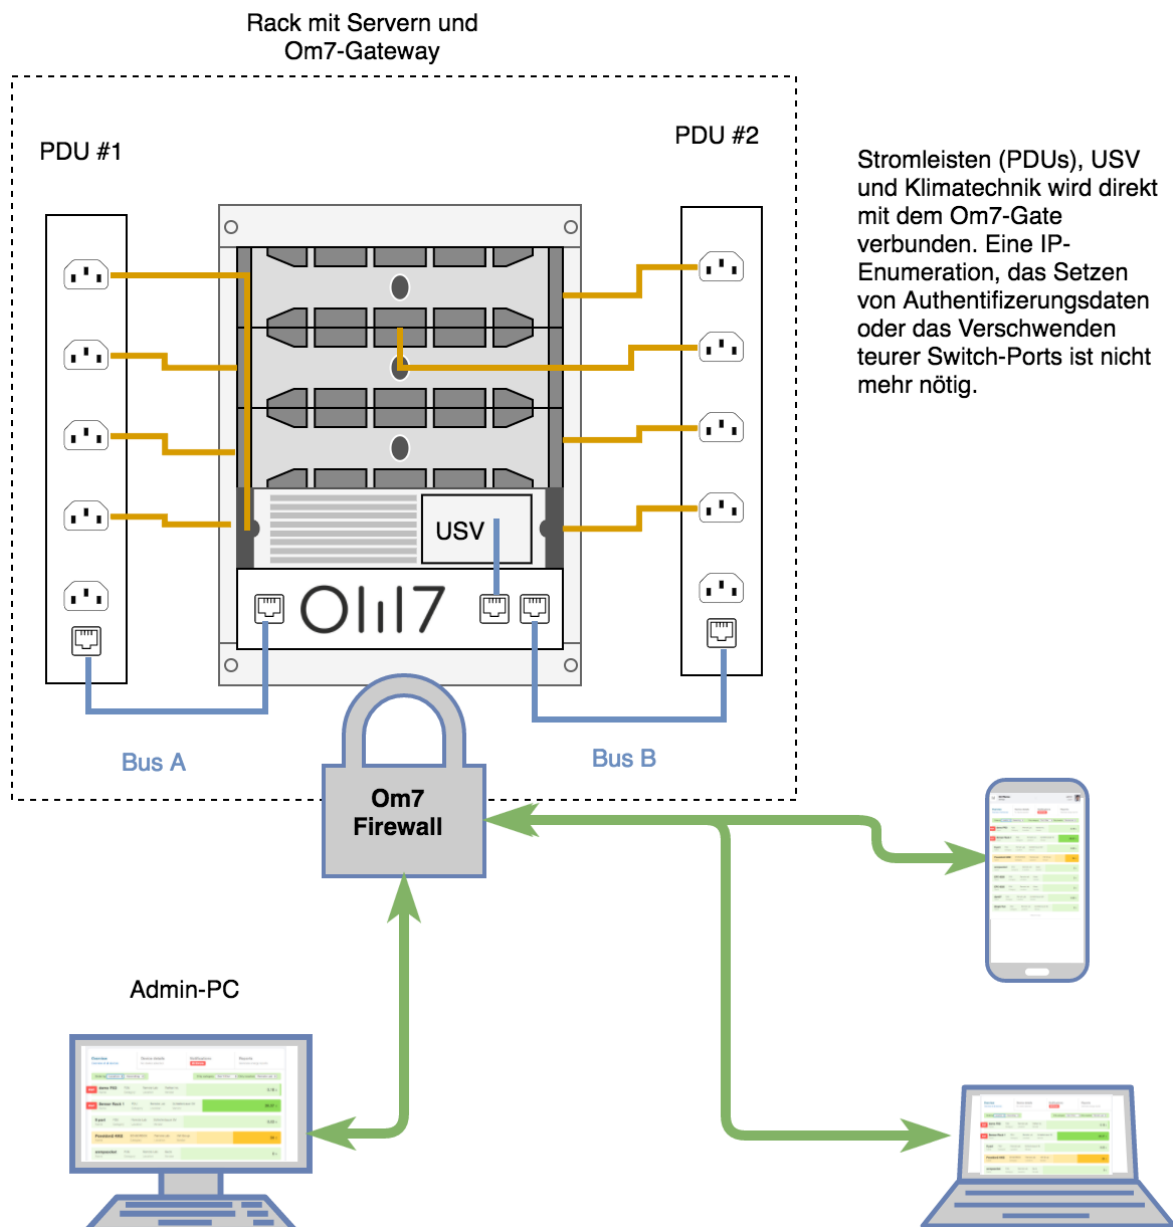 Rack mit Servern und
Om7-Gateway
PDU #1
PDU #2
Stromleisten (PDUs), USV
und Klimatechnik wird direkt
mit dem Om7-Gate
verbunden. Eine IP-
Enumeration, das Setzen
von Authentifizerungsdaten
oder das Verschwenden
teurer Switch-Ports ist nicht
mehr nötig.
USV
Om7
Bus A
Bus B
Om7
Firewall
Admin-PC